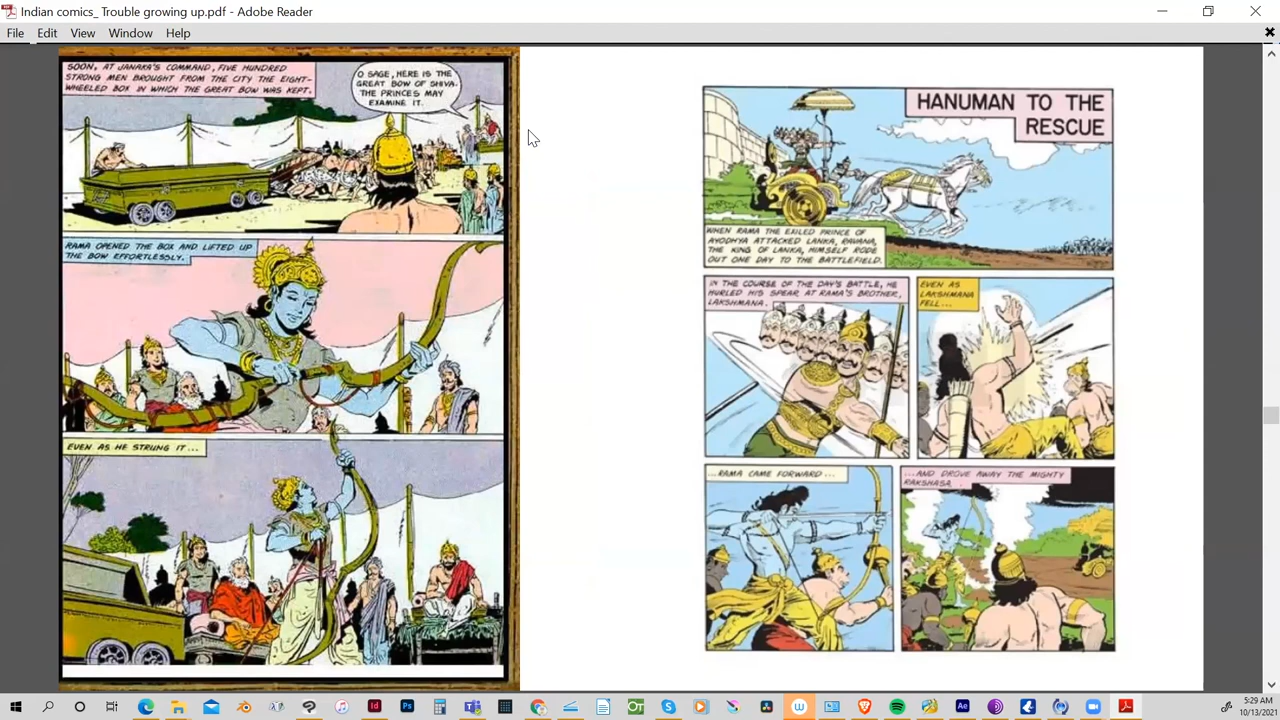 Indian comics_ Trouble growing up.pdf - Adobe Reader
File Edit View Window Help
SOON, AT JANAKA'S COMMAND, FIVE HUNDRED
STRONG MEN BROUGHT FROM THE CITY THE EIGHT-
WHEELED BOX IN WHICH THE GREAT BOW WAS KEPT.
O SAGE, HERE IS THE
GREAT BOW OF SHIVA.
THE PRINCES MAY
EXAMINE IT.
RAMA OPENED THE BOX AND LIFTED UP
THE BOW EFFORTLESSLY.
EVEN AS HE STRUNG IT...
HANUMAN TO THE
RESCUE
WHEN RAMA THE EXILED PRINCE OF
AYODHYA ATTACKED LANKA, RAVANA,
THE KING OF LANKA, HIMSELF RODE
OUT ONE DAY TO THE BATTLEFIELD.
IN THE COURSE OF THE DAY'S BATTLE, HE
HURLED HIS SPEAR AT RAMA'S BROTHER,
LAKSHMANA.
EVEN AS
LAKSHMANA
FELL...
...RAMA CAME FORWARD...
...AND DROVE AWAY THE MIGHTY
RAKSHASA.
Id
Ps
OT
W
Ae
5:29 AM
10/13/2021